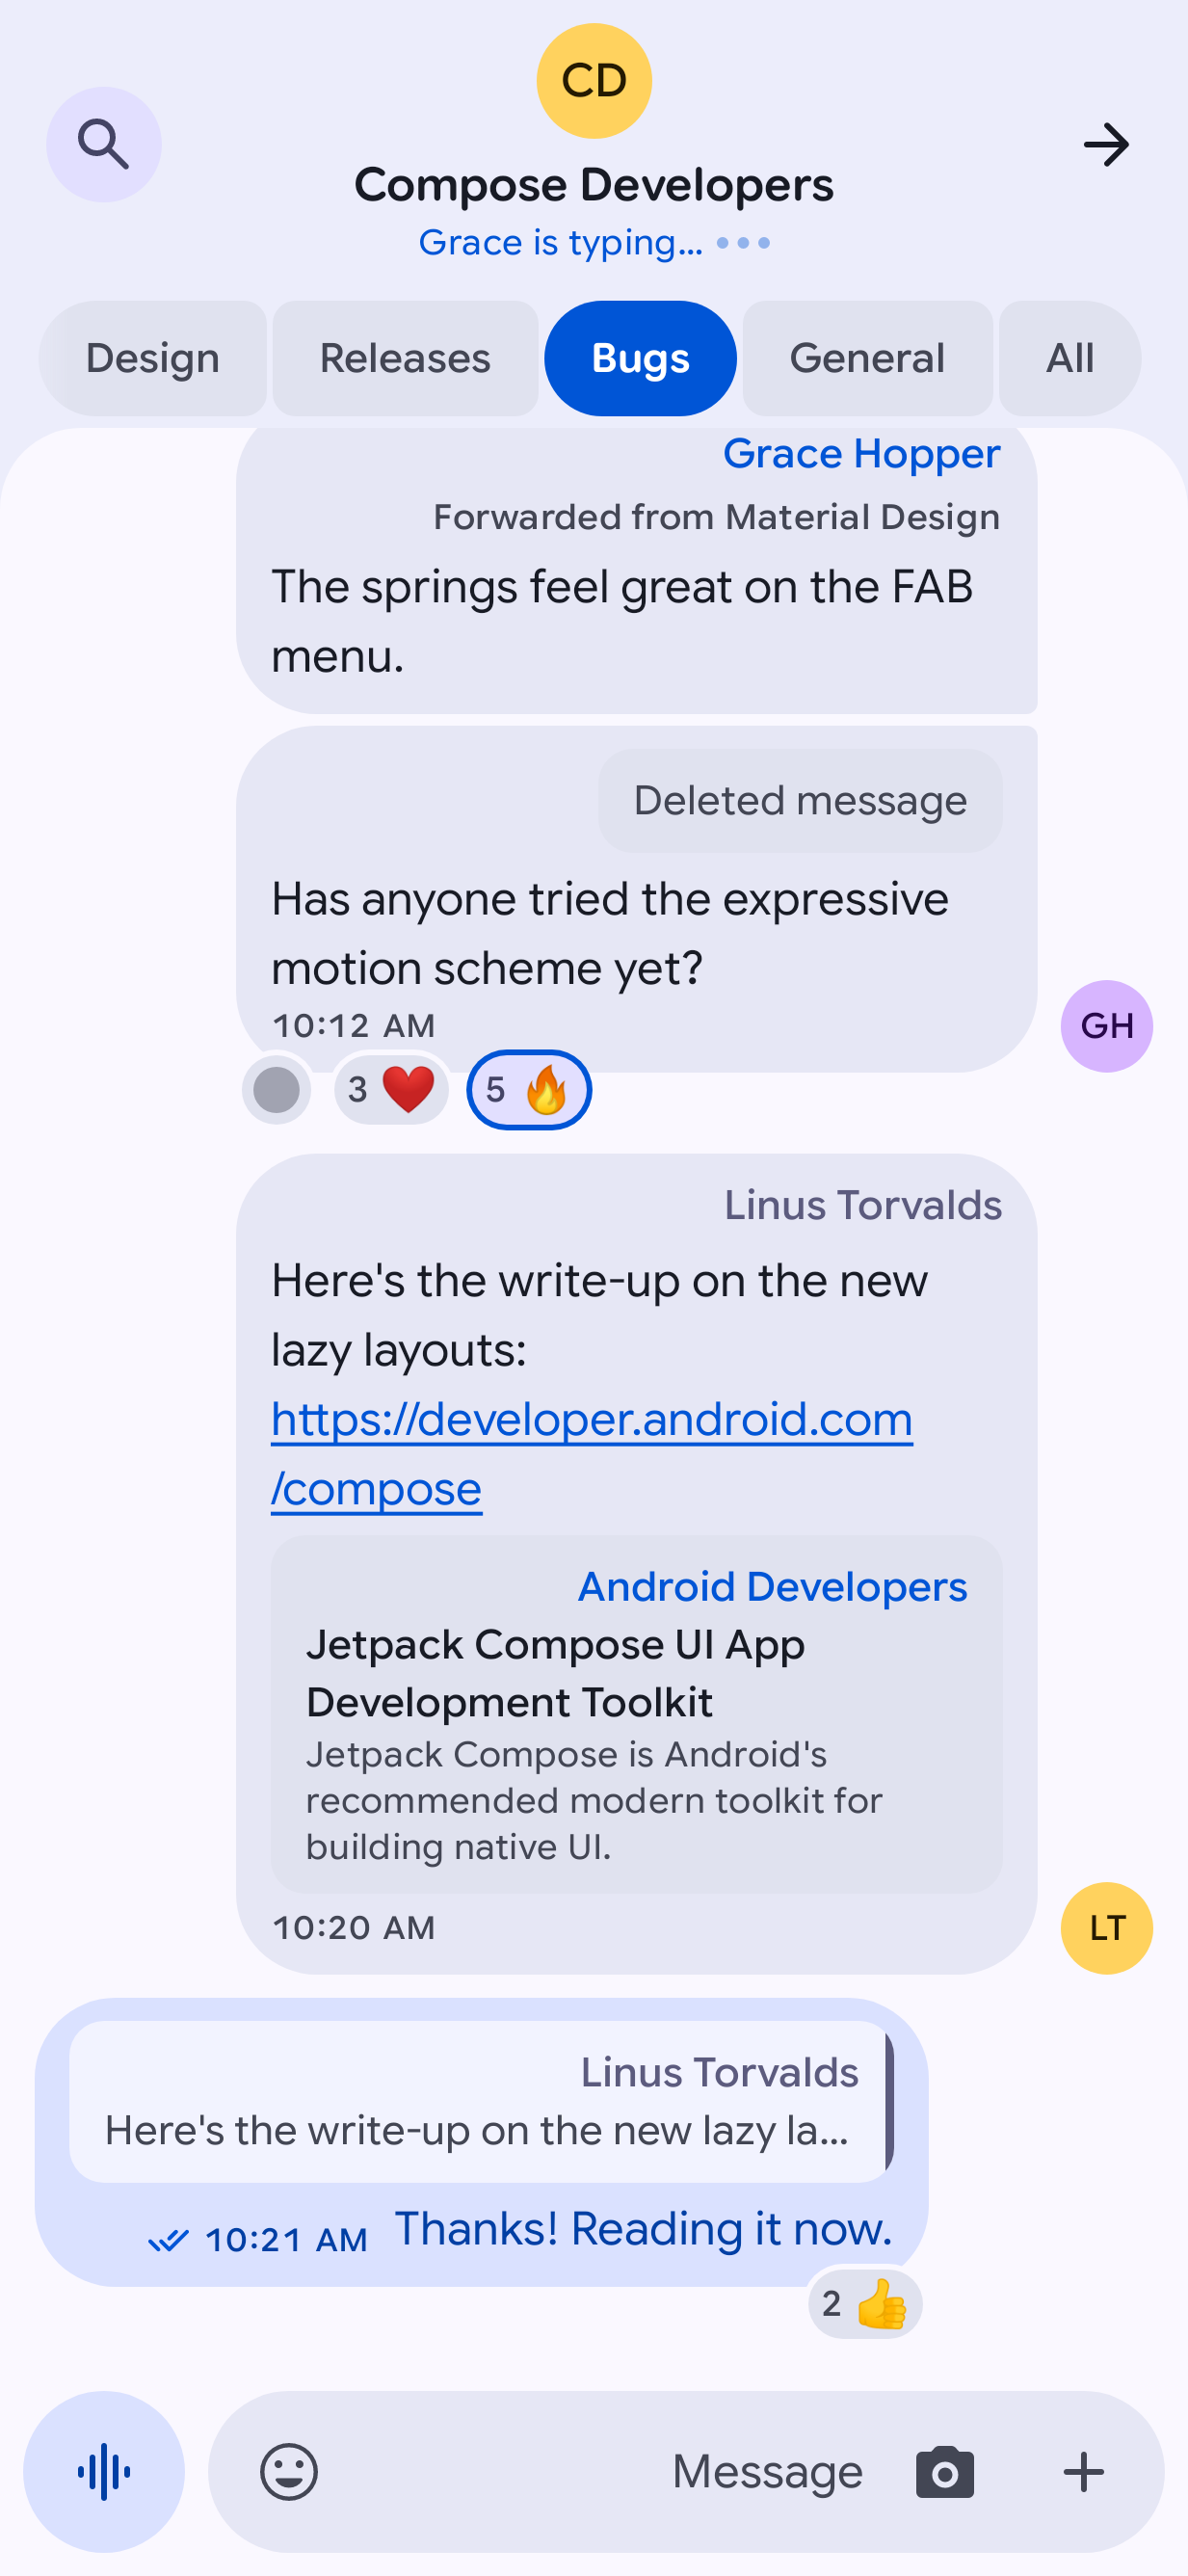 CD
Compose Developers
Grace is typing...
Design
Releases
Bugs
General
All
Grace Hopper
Forwarded from Material Design
The springs feel great on the FAB
menu.
Deleted message
Has anyone tried the expressive
motion scheme yet?
10:12 AM
GH
3 ❤️
5 🔥
Linus Torvalds
Here's the write-up on the new
lazy layouts:
https://developer.android.com
/compose
Android Developers
Jetpack Compose UI App
Development Toolkit
Jetpack Compose is Android's
recommended modern toolkit for
building native UI.
10:20 AM
LT
Linus Torvalds
Here's the write-up on the new lazy la...
10:21 AM Thanks! Reading it now.
2 👍
Message